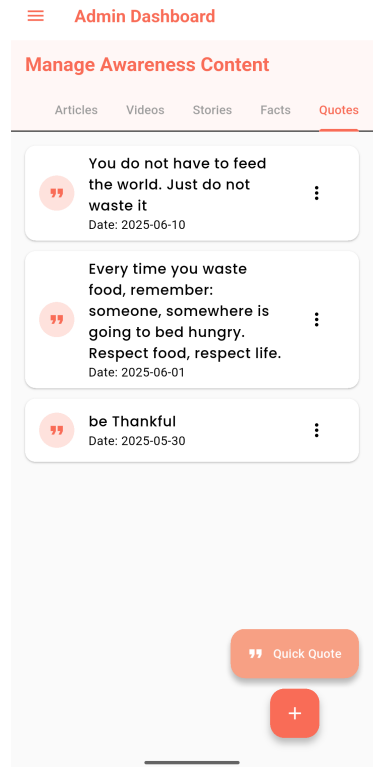 Admin Dashboard
Manage Awareness Content
Articles Videos Stories Facts Quotes
You do not have to feed
the world. Just do not
waste it
Date: 2025-06-10
Every time you waste
food, remember:
someone, somewhere is
going to bed hungry.
Respect food, respect life.
Date: 2025-06-01
be Thankful
Date: 2025-05-30
Quick Quote